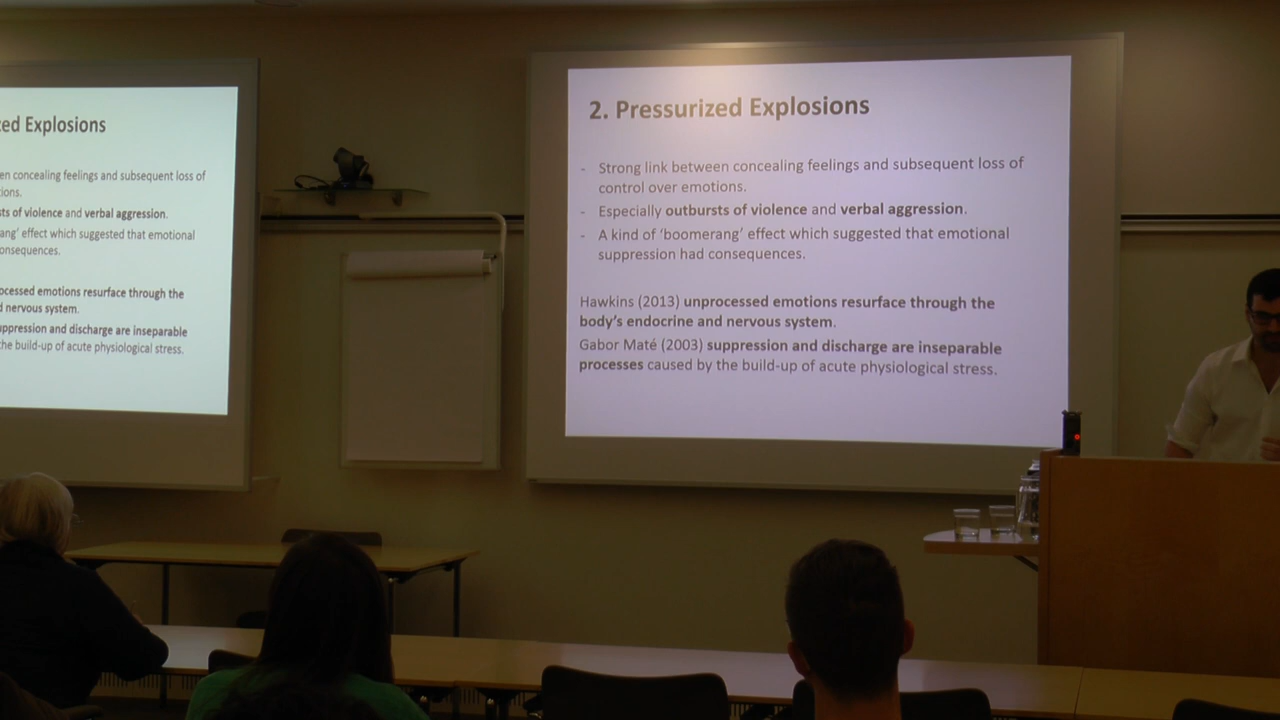 zed Explosions
en concealing feelings and subsequent loss of
ions.
sts of violence and verbal aggression.
ang' effect which suggested that emotional
onsequences.
ocessed emotions resurface through the
d nervous system.
uppression and discharge are inseparable
the build-up of acute physiological stress.
2. Pressurized Explosions
- Strong link between concealing feelings and subsequent loss of
control over emotions.
- Especially outbursts of violence and verbal aggression.
- A kind of 'boomerang' effect which suggested that emotional
suppression had consequences.
Hawkins (2013) unprocessed emotions resurface through the
body's endocrine and nervous system.
Gabor Maté (2003) suppression and discharge are inseparable
processes caused by the build-up of acute physiological stress.